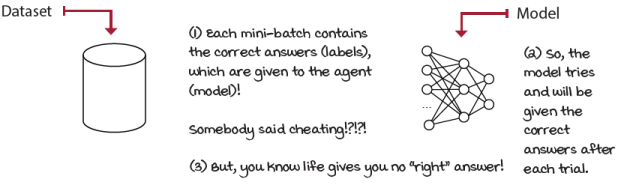 Dataset
Model
(1) Each mini-batch contains
the correct answers (labels),
which are given to the agent
(model)!
Somebody said cheating!?!?!
(3) But, you know life gives you no "right" answer!
...
(2) So, the
model tries
and will be
given the
correct
answers after
each trial.